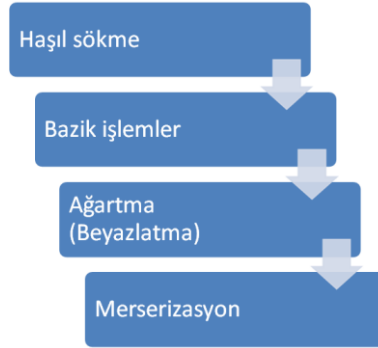 Haşıl sökme
Bazik işlemler
Ağartma
(Beyazlatma)
Merserizasyon